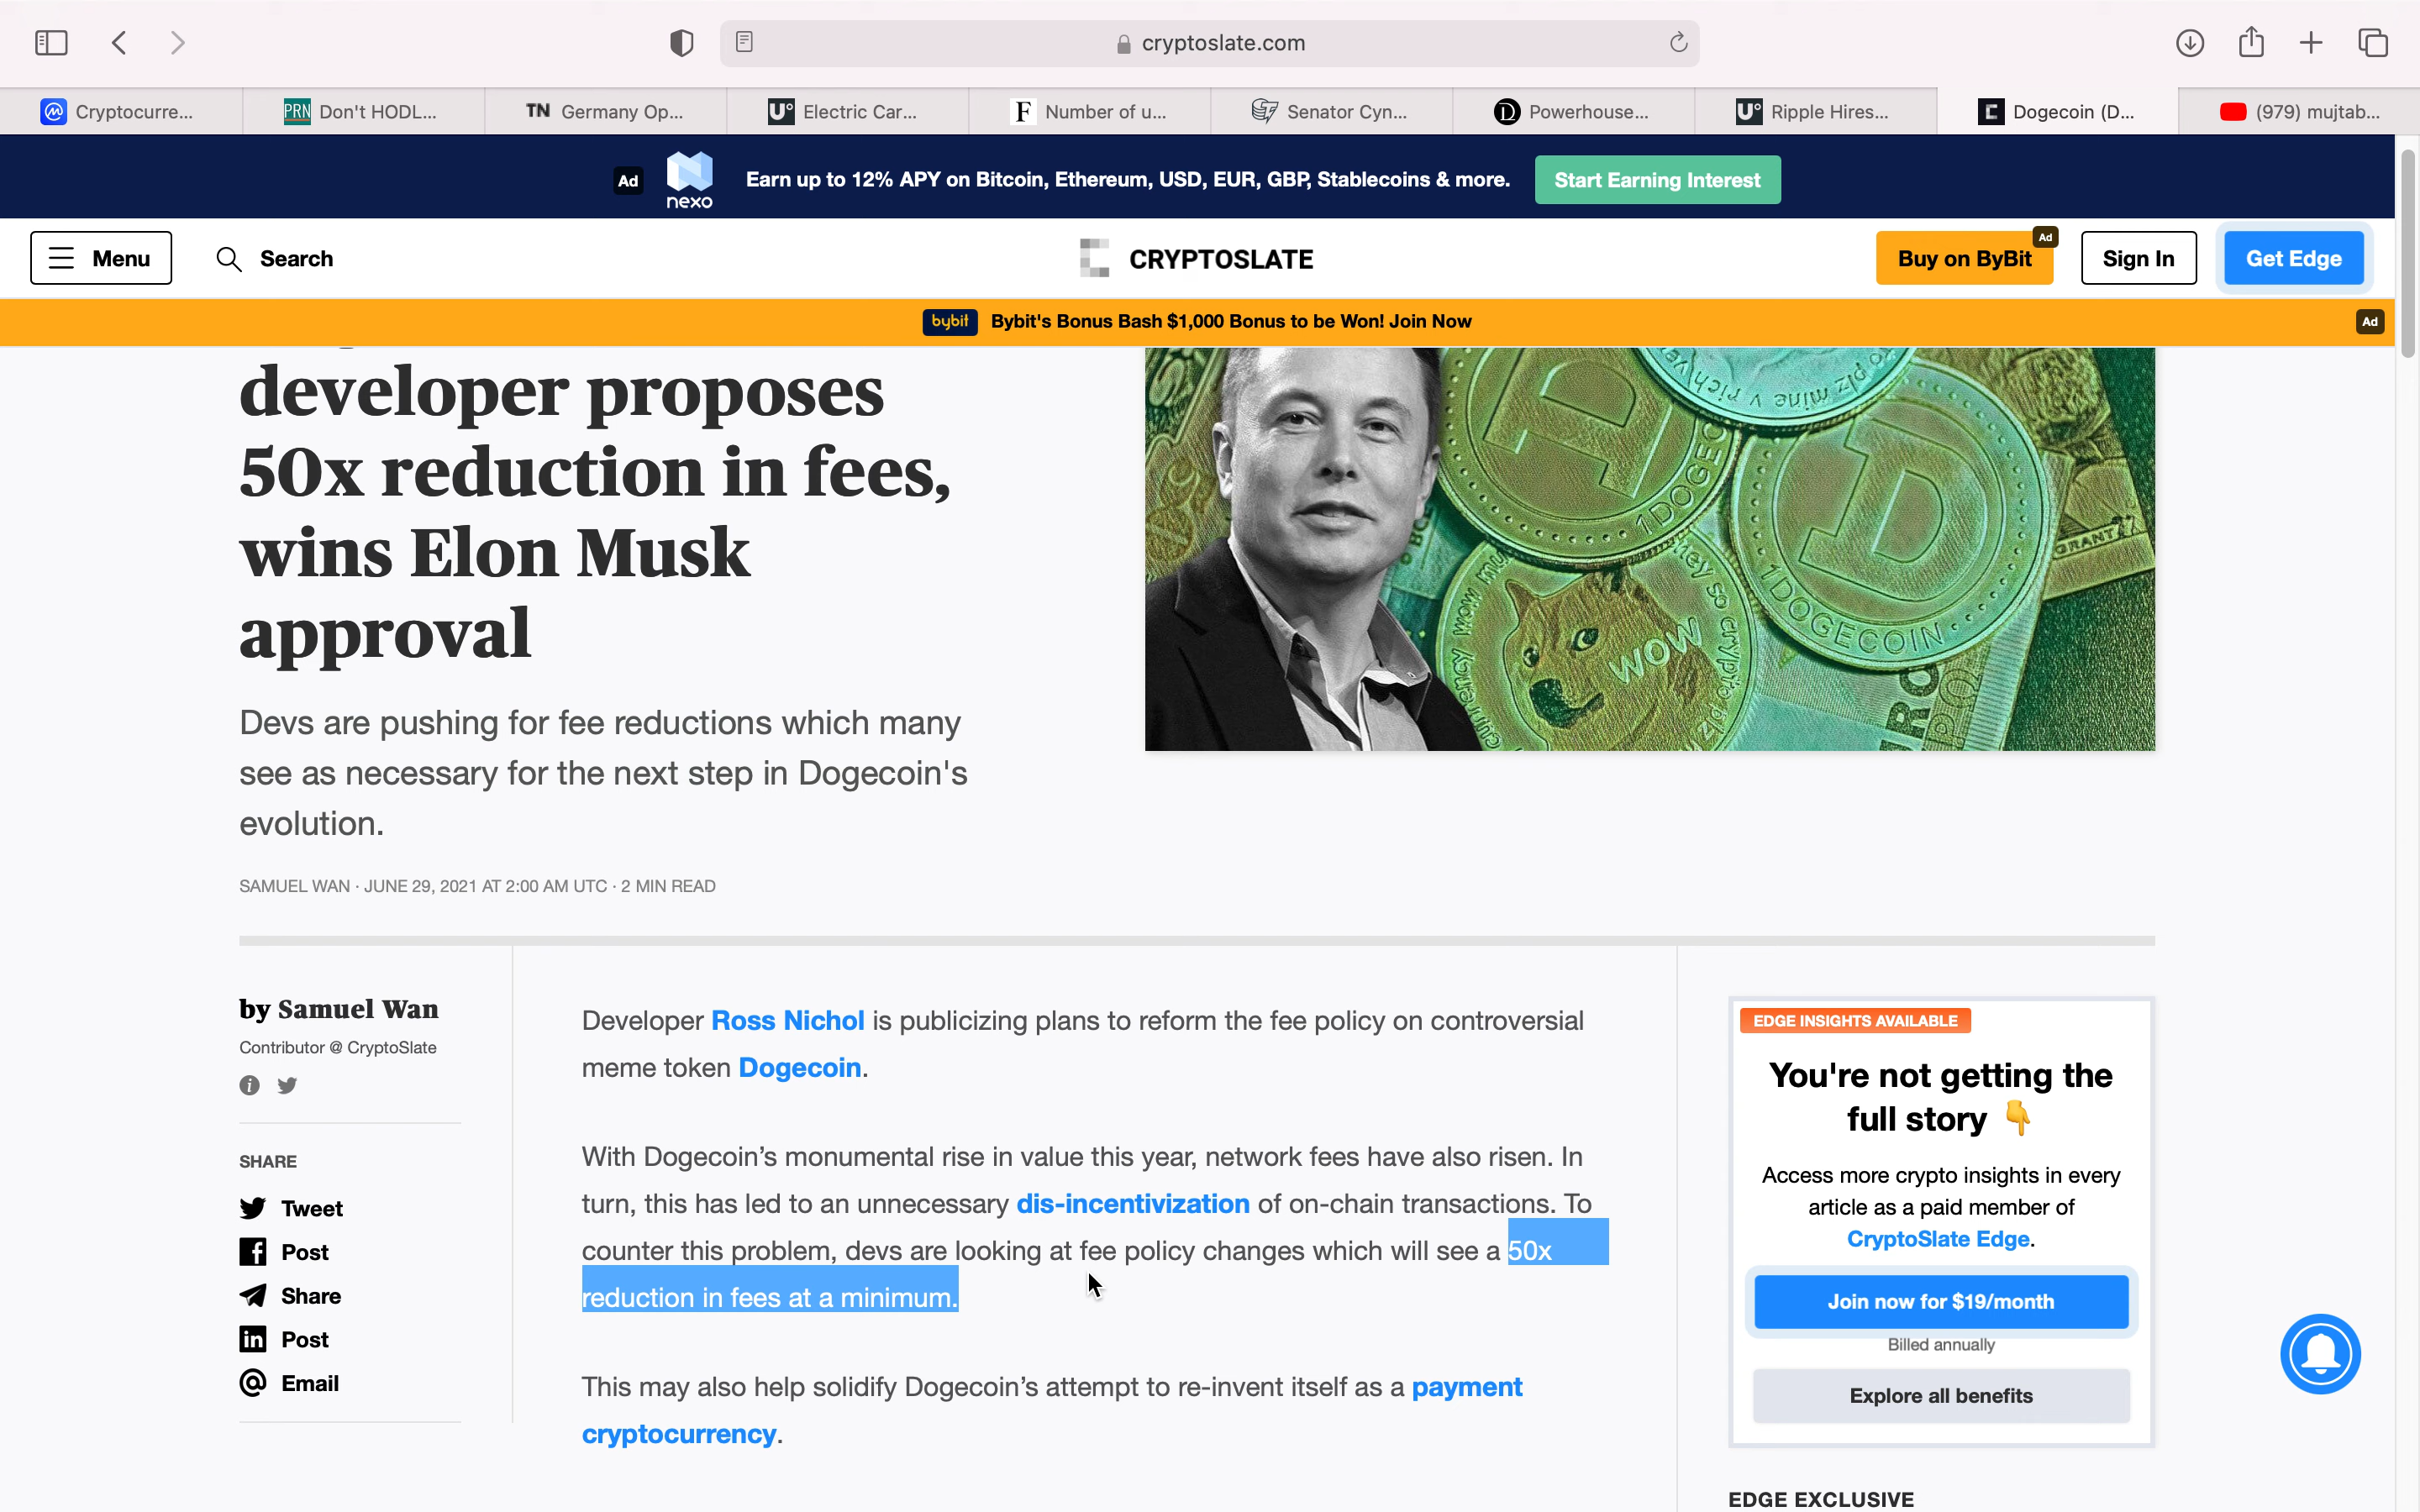 cryptoslate.com
Cryptocurre...
PRN Don't HODL...
TN Germany Op...
U° Electric Car...
F Number of u...
Senator Cyn...
D Powerhouse...
U° Ripple Hires...
Dogecoin (D...
(979) mujtab...
Ad nexo Earn up to 12% APY on Bitcoin, Ethereum, USD, EUR, GBP, Stablecoins & more. Start Earning Interest
Menu Search CRYPTOSLATE Buy on ByBit Ad Sign In Get Edge
bybit Bybit's Bonus Bash $1,000 Bonus to be Won! Join Now Ad
developer proposes
50x reduction in fees,
wins Elon Musk
approval
Devs are pushing for fee reductions which many
see as necessary for the next step in Dogecoin's
evolution.
SAMUEL WAN · JUNE 29, 2021 AT 2:00 AM UTC · 2 MIN READ
1DOGECOIN
WOW
by Samuel Wan
Contributor @ CryptoSlate
SHARE
Tweet
Post
Share
Post
Email
Developer Ross Nichol is publicizing plans to reform the fee policy on controversial
meme token Dogecoin.
With Dogecoin’s monumental rise in value this year, network fees have also risen. In
turn, this has led to an unnecessary dis-incentivization of on-chain transactions. To
counter this problem, devs are looking at fee policy changes which will see a 50x
reduction in fees at a minimum.
This may also help solidify Dogecoin’s attempt to re-invent itself as a payment
cryptocurrency.
EDGE INSIGHTS AVAILABLE
You're not getting the
full story 👇
Access more crypto insights in every
article as a paid member of
CryptoSlate Edge.
Join now for $19/month
Billed annually
Explore all benefits
EDGE EXCLUSIVE